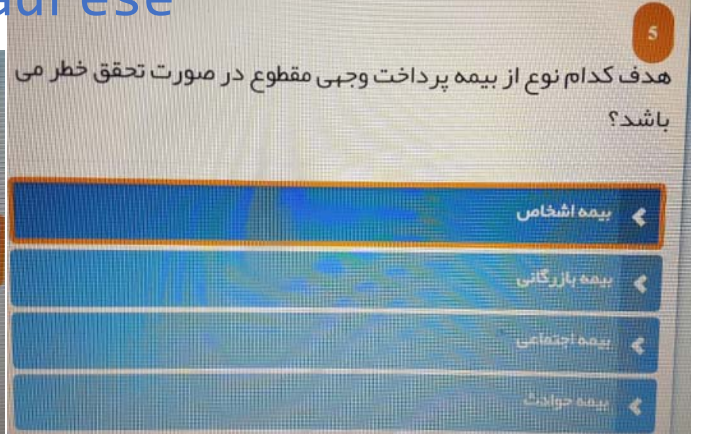 5
هدف کدام نوع از بیمه پرداخت وجهی مقطوع در صورت تحقق خطر می
باشد؟
بیمه اشخاص
بیمه بازرگانی
بیمه اجتماعی
بیمه حوادث